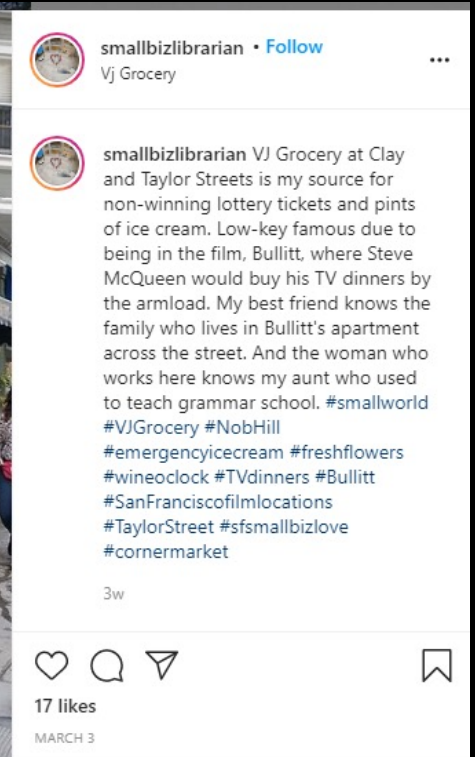 smallbizlibrarian • Follow
Vj Grocery
smallbizlibrarian VJ Grocery at Clay
and Taylor Streets is my source for
non-winning lottery tickets and pints
of ice cream. Low-key famous due to
being in the film, Bullitt, where Steve
McQueen would buy his TV dinners by
the armload. My best friend knows the
family who lives in Bullitt's apartment
across the street. And the woman who
works here knows my aunt who used
to teach grammar school. #smallworld
#VJGrocery #NobHill
#emergencyicecream #freshflowers
#wineoclock #TVdinners #Bullitt
#SanFranciscofilmlocations
#TaylorStreet #sfsmallbizlove
#cornermarket
3w
17 likes
MARCH 3